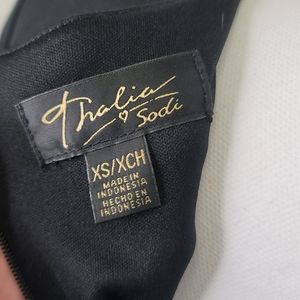 Thalia
Sodi
XS/XCH
MADE IN
INDONESIA
HECHO EN
INDONESIA